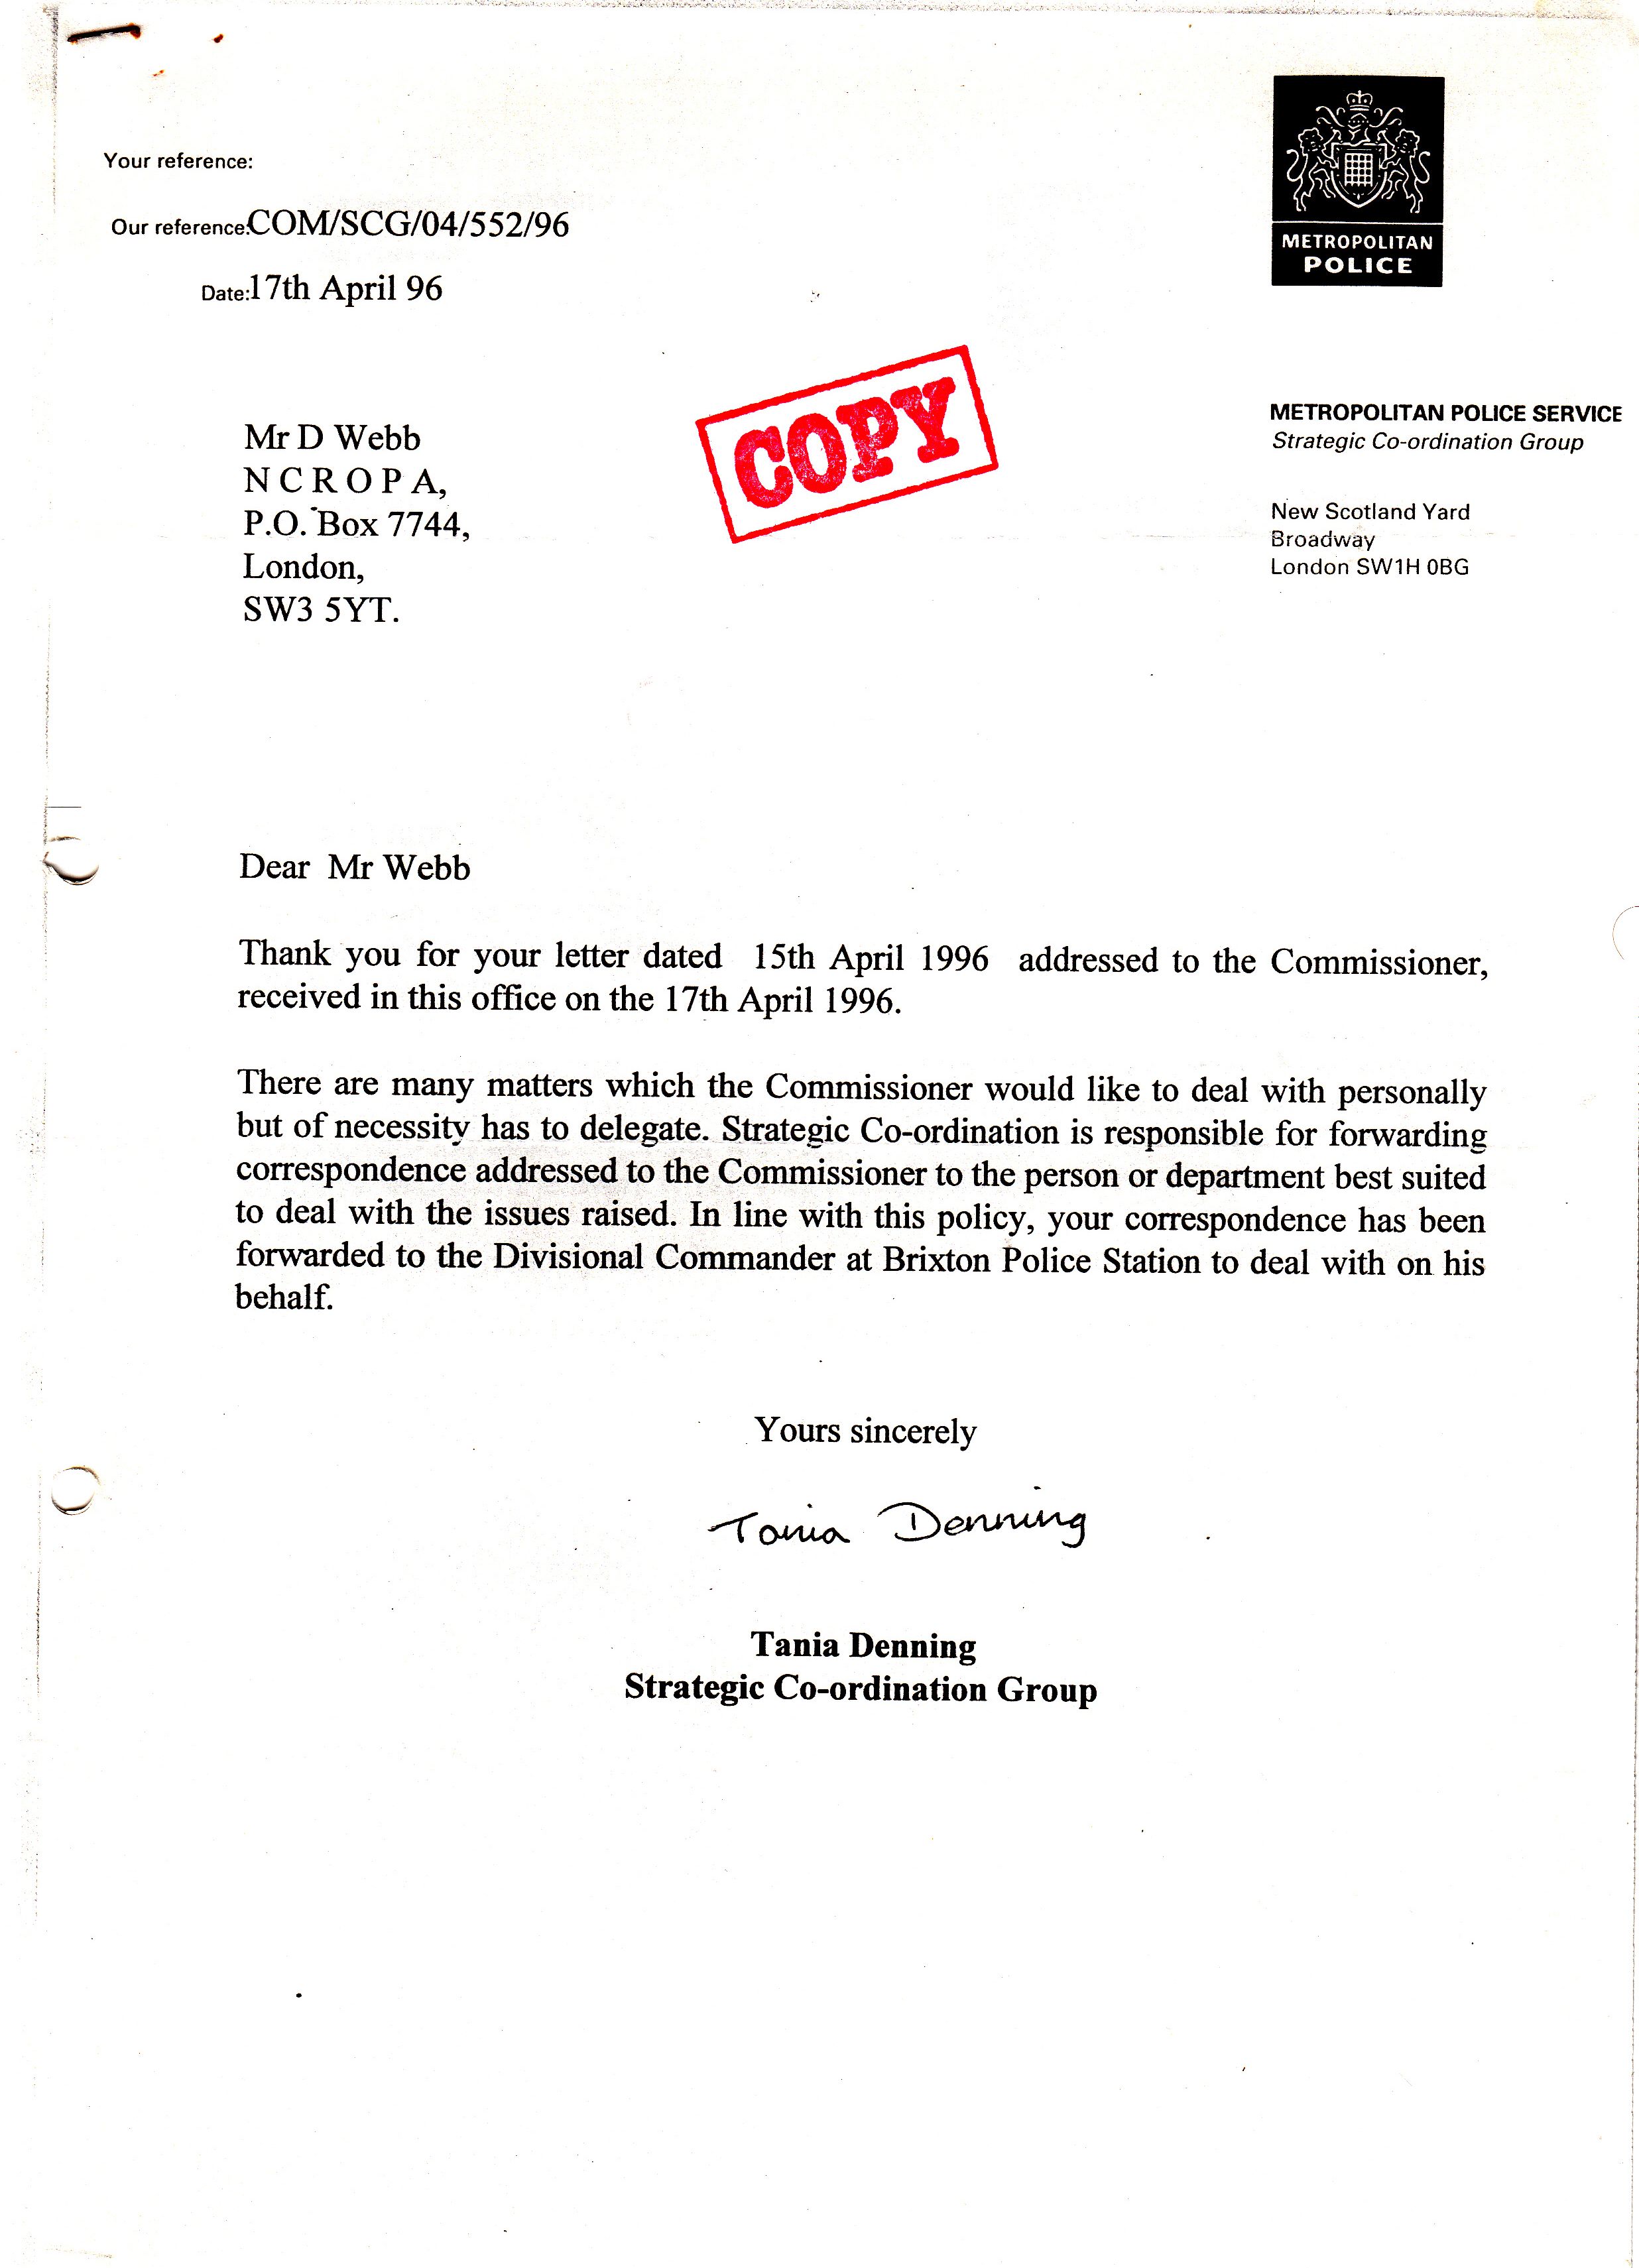 Your reference:
Our reference:COM/SCG/04/552/96
Date:17th April 96
METROPOLITAN
POLICE
COPY
METROPOLITAN POLICE SERVICE
Strategic Co-ordination Group
New Scotland Yard
Broadway
London SW1H 0BG
Mr D Webb
N C R O P A,
P.O. Box 7744,
London,
SW3 5YT.
Dear Mr Webb
Thank you for your letter dated 15th April 1996 addressed to the Commissioner,
received in this office on the 17th April 1996.
There are many matters which the Commissioner would like to deal with personally
but of necessity has to delegate. Strategic Co-ordination is responsible for forwarding
correspondence addressed to the Commissioner to the person or department best suited
to deal with the issues raised. In line with this policy, your correspondence has been
forwarded to the Divisional Commander at Brixton Police Station to deal with on his
behalf.
Yours sincerely
Tania Denning
Tania Denning
Strategic Co-ordination Group